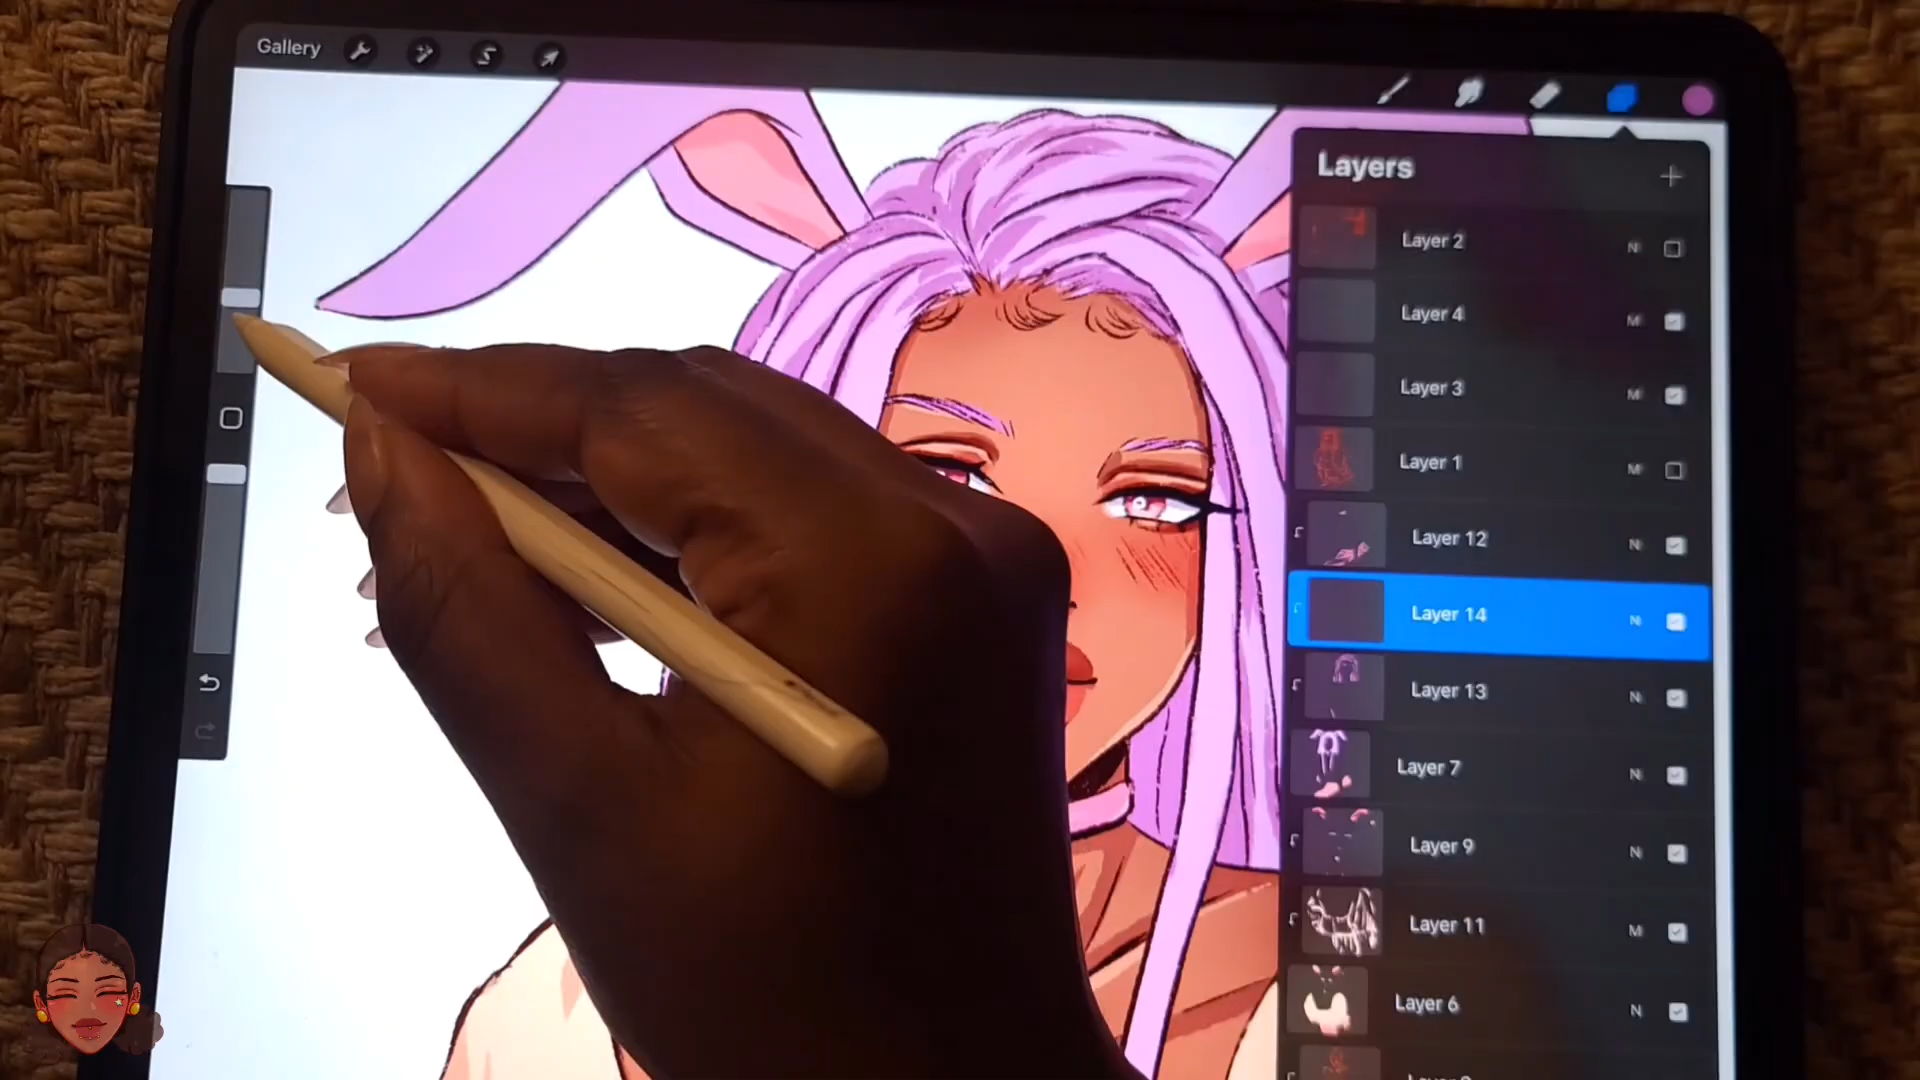 Gallery
Layers
Layer 2 N
Layer 4 M
Layer 3 M
Layer 1 M
Layer 12 N
Layer 14 N
Layer 13 N
Layer 7 N
Layer 9 N
Layer 11 M
Layer 6 N